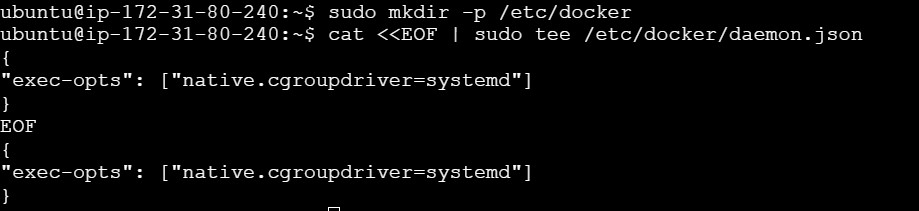 ubuntu@ip-172-31-80-240:~$ sudo mkdir -p /etc/docker
ubuntu@ip-172-31-80-240:~$ cat <<EOF | sudo tee /etc/docker/daemon.json
{
"exec-opts": ["native.cgroupdriver=systemd"]
}
EOF
{
"exec-opts": ["native.cgroupdriver=systemd"]
}